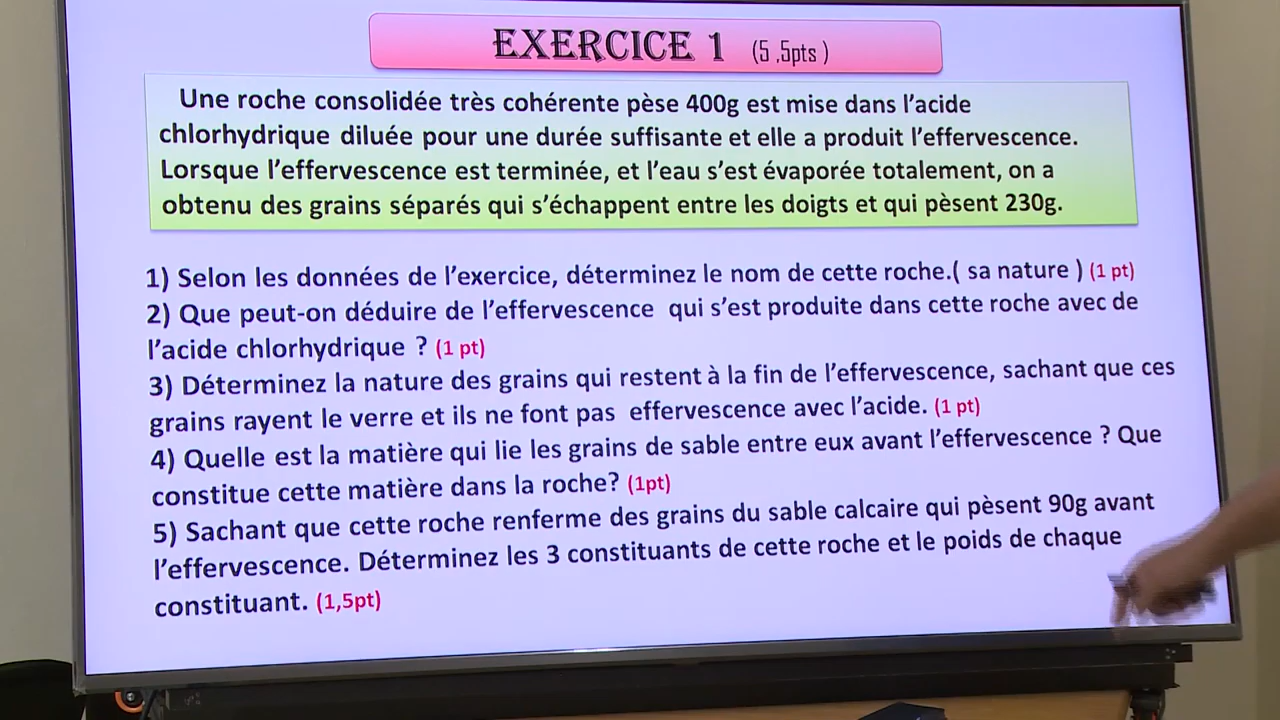 EXERCICE 1 (5 ,5pts )
Une roche consolidée très cohérente pèse 400g est mise dans l'acide
chlorhydrique diluée pour une durée suffisante et elle a produit l'effervescence.
Lorsque l'effervescence est terminée, et l'eau s'est évaporée totalement, on a
obtenu des grains séparés qui s'échappent entre les doigts et qui pèsent 230g.
1) Selon les données de l'exercice, déterminez le nom de cette roche.( sa nature ) (1 pt)
2) Que peut-on déduire de l'effervescence qui s'est produite dans cette roche avec de
l'acide chlorhydrique ? (1 pt)
3) Déterminez la nature des grains qui restent à la fin de l'effervescence, sachant que ces
grains rayent le verre et ils ne font pas effervescence avec l'acide. (1 pt)
4) Quelle est la matière qui lie les grains de sable entre eux avant l'effervescence ? Que
constitue cette matière dans la roche? (1pt)
5) Sachant que cette roche renferme des grains du sable calcaire qui pèsent 90g avant
l'effervescence. Déterminez les 3 constituants de cette roche et le poids de chaque
constituant. (1,5pt)